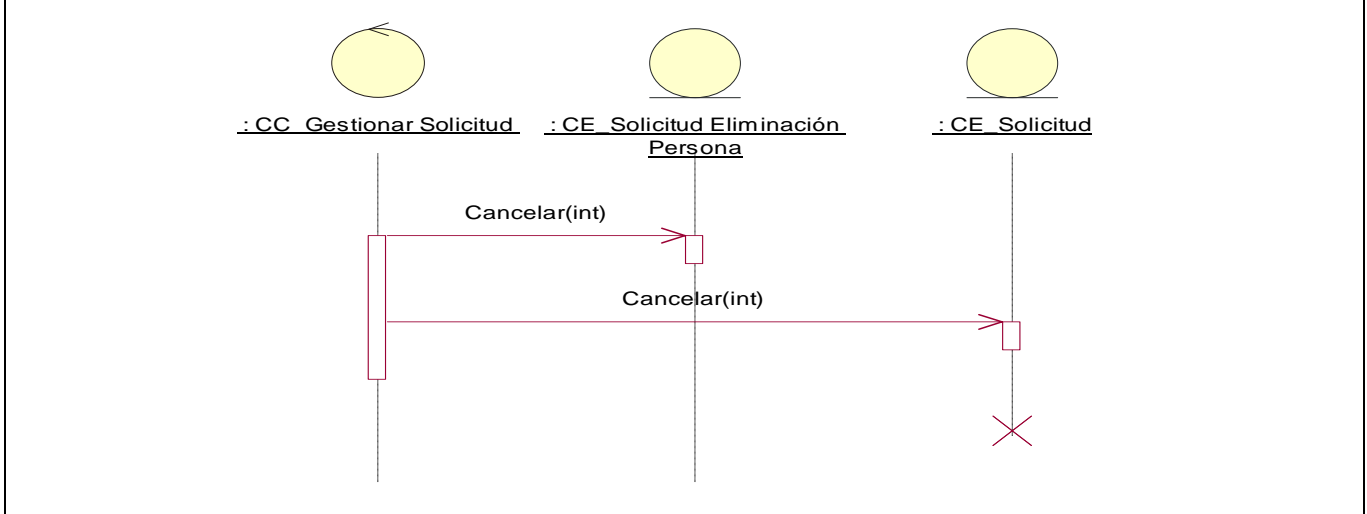 : CC_Gestionar Solicitud
: CE_Solicitud Eliminación
Persona
: CE_Solicitud
Cancelar(int)
Cancelar(int)